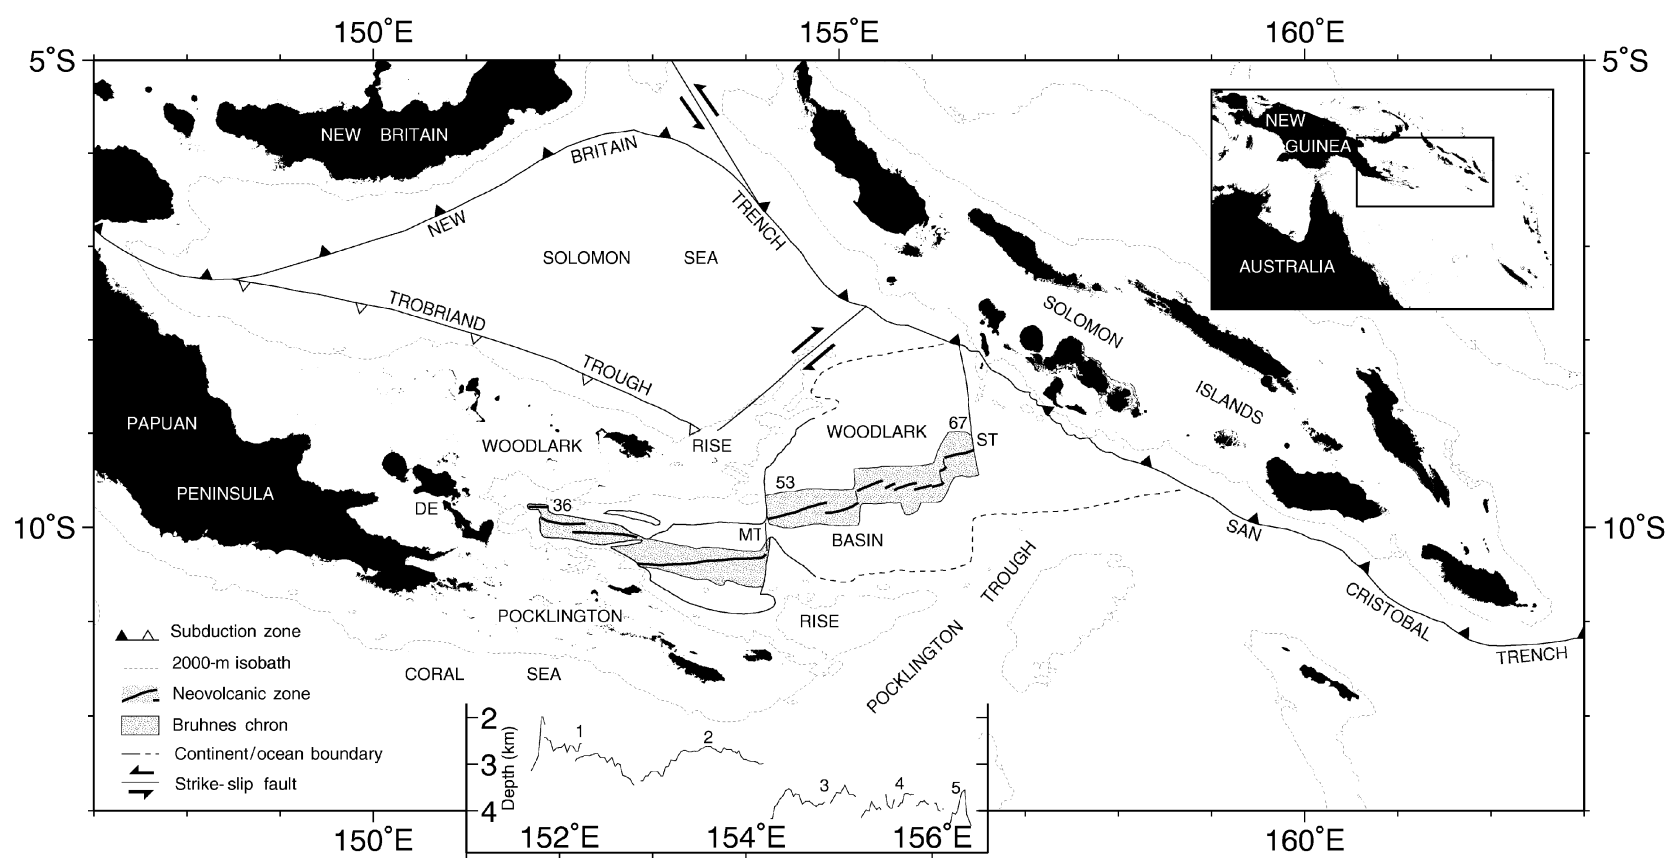 150°E 155°E 160°E
5°S 5°S
NEW BRITAIN
NEW
GUINEA
AUSTRALIA
NEW BRITAIN TRENCH
SOLOMON SEA
TROBRIAND TROUGH
SOLOMON ISLANDS
PAPUAN
PENINSULA
WOODLARK RISE
WOODLARK
BASIN
67
ST
53
36
DE
MT
10°S 10°S
SAN CRISTOBAL TRENCH
POCKLINGTON RISE
POCKLINGTON TROUGH
CORAL SEA
Subduction zone
2000-m isobath
Neovolcanic zone
Bruhnes chron
Continent/ocean boundary
Strike-slip fault
2
3
4
Depth (km)
1 2 3 4 5
152°E 154°E 156°E
150°E 160°E